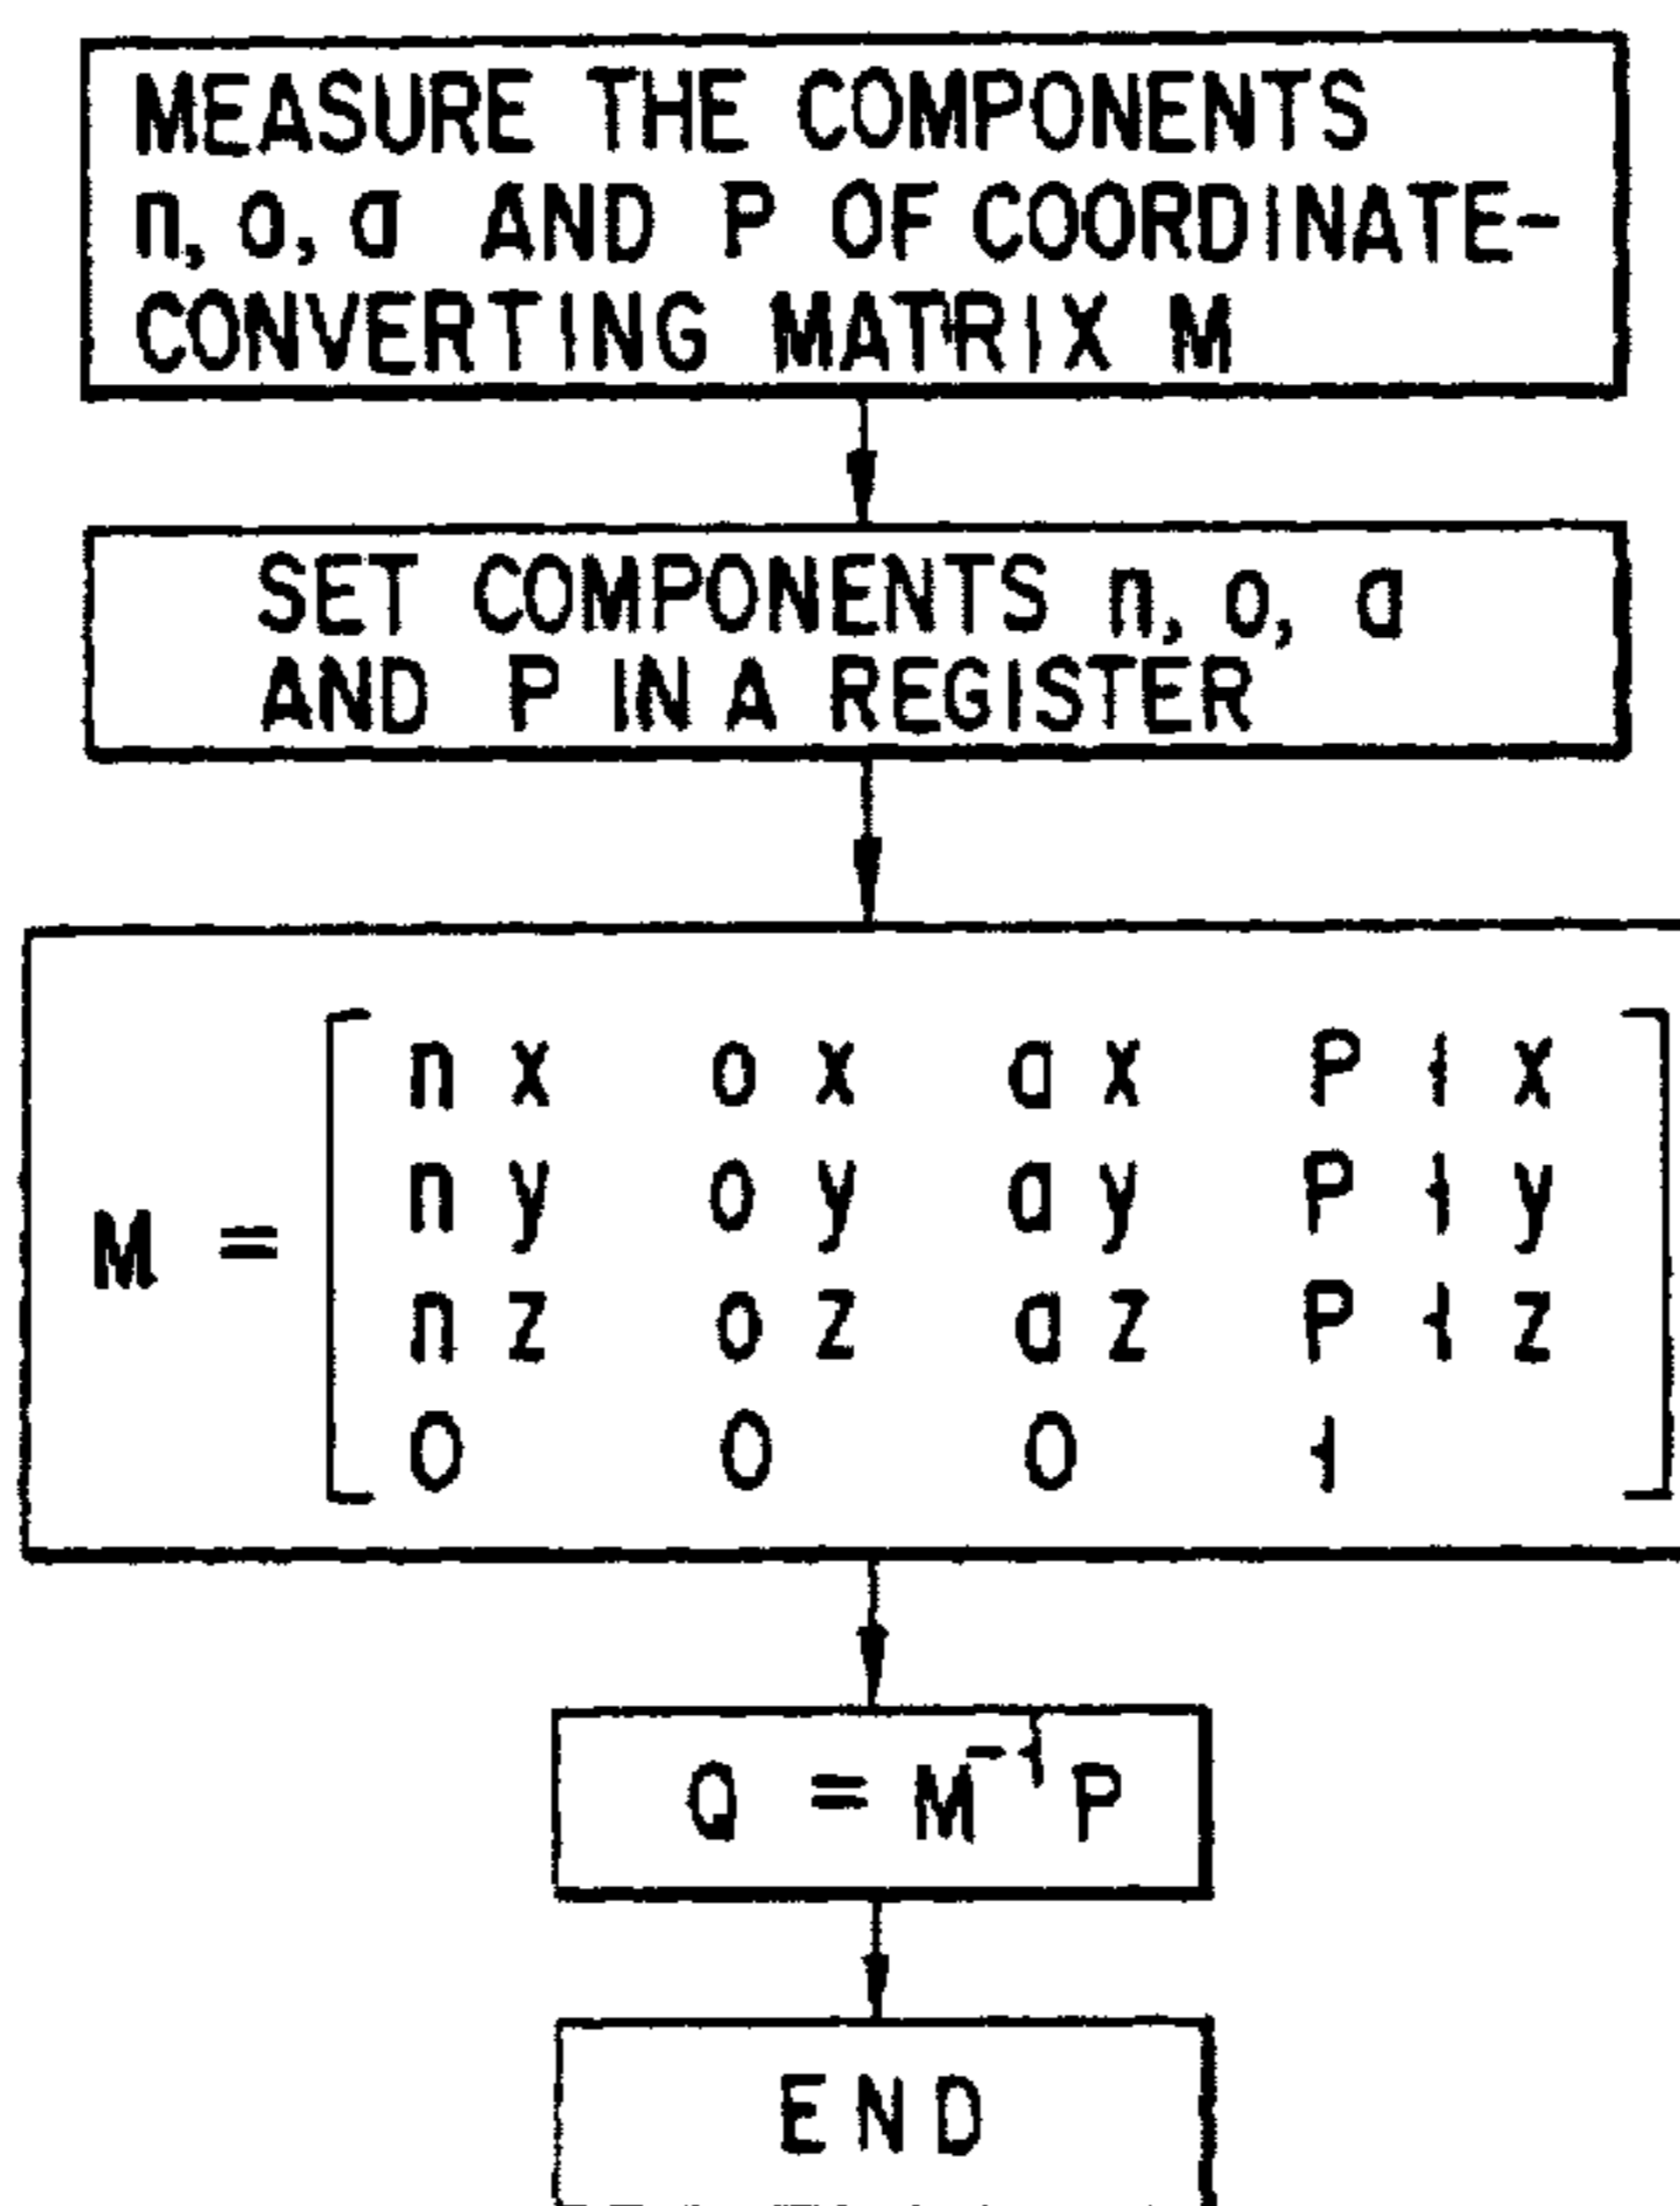 MEASURE THE COMPONENTS
n, o, a AND P OF COORDINATE-
CONVERTING MATRIX M
SET COMPONENTS n, o, a
AND P IN A REGISTER
M =
n x o x a x P 1 x
n y o y a y P 1 y
n z o z a z P 1 z
0 0 0 1
Q = M⁻¹ P
END